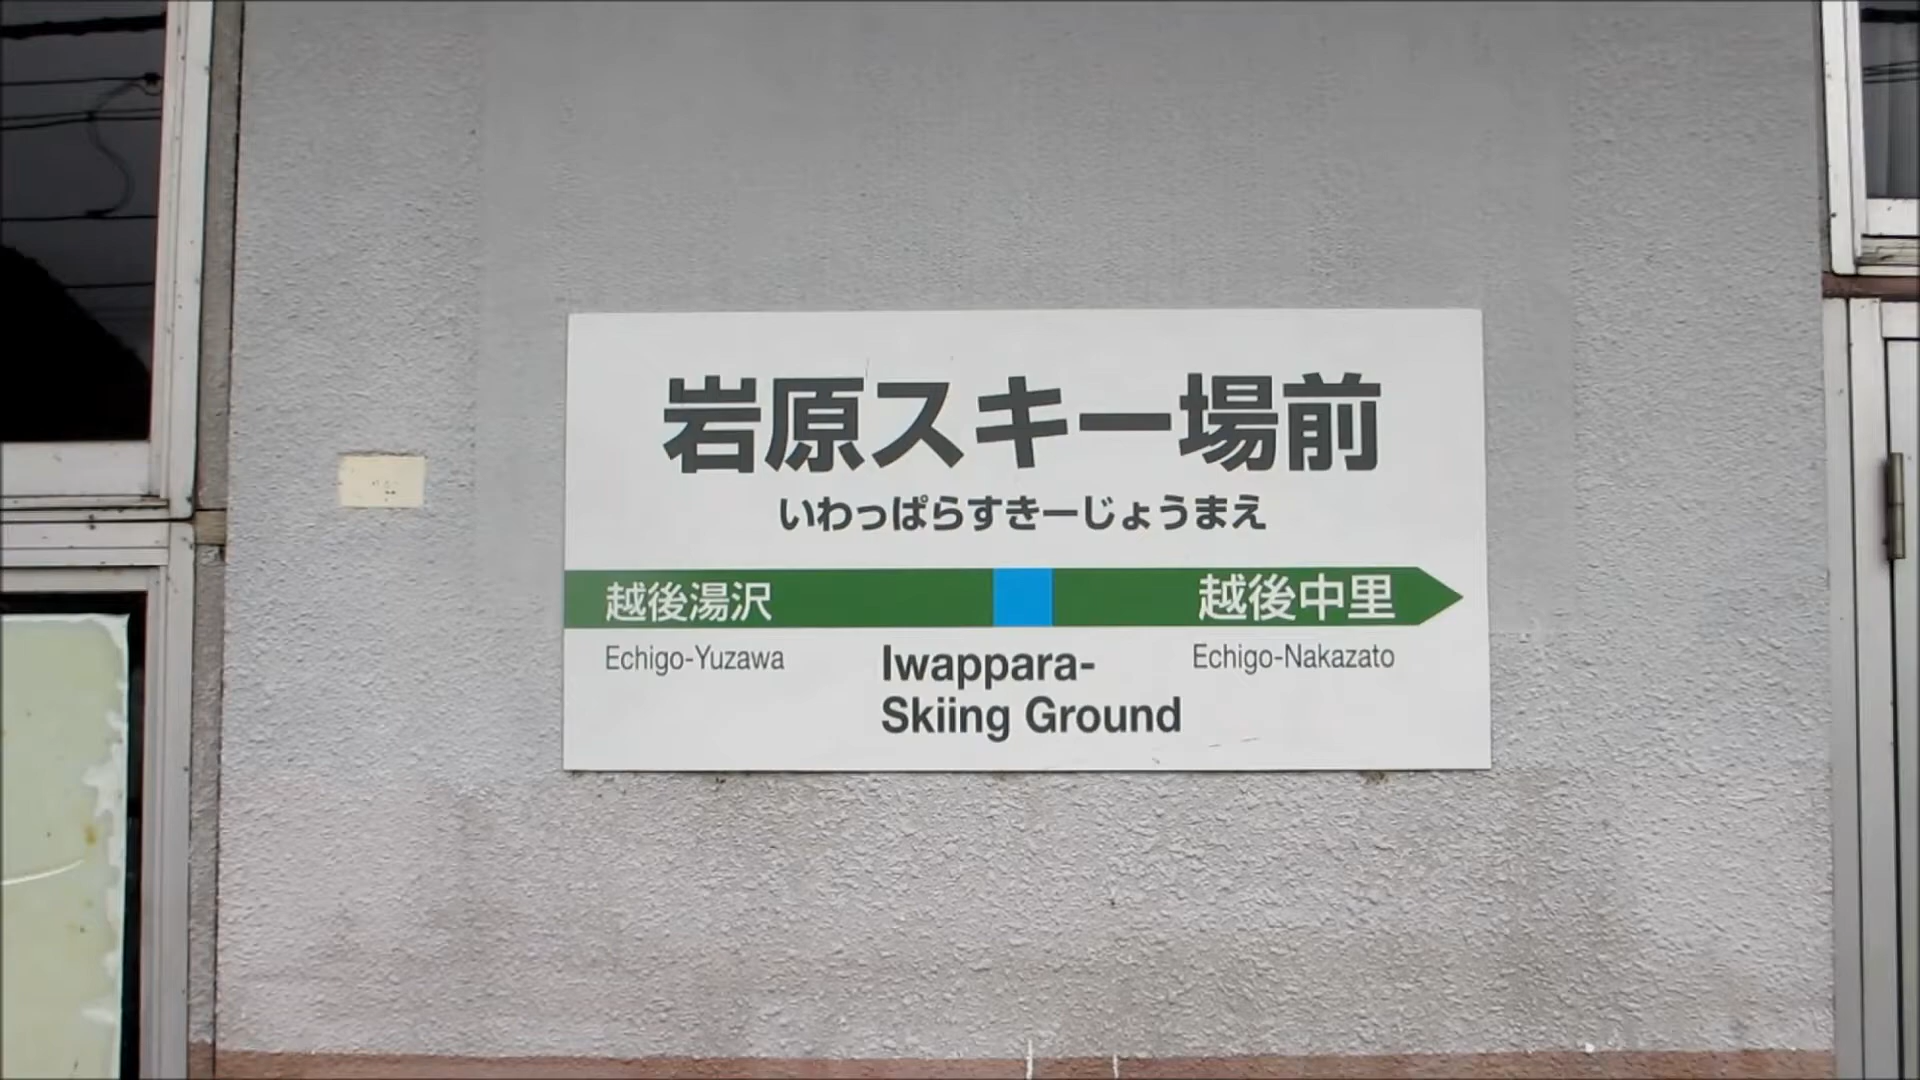 岩原スキー場前
いわっぱらすきーじょうまえ
越後湯沢
越後中里
Echigo-Yuzawa
Iwappara-
Skiing Ground
Echigo-Nakazato